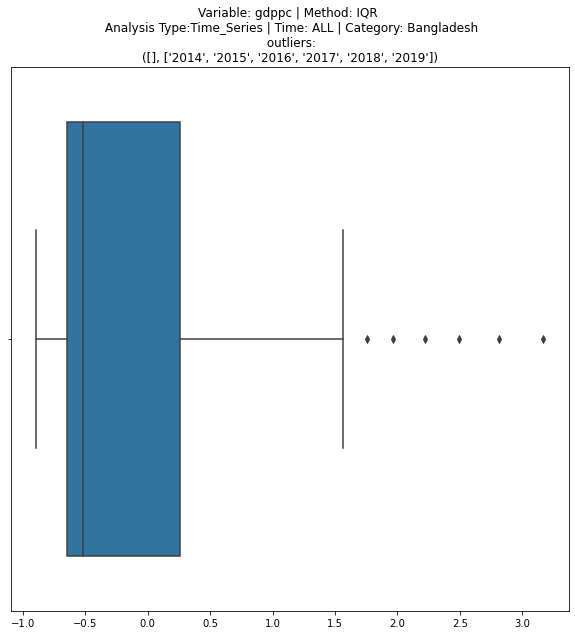 Variable: gdppc | Method: IQR
Analysis Type:Time_Series | Time: ALL | Category: Bangladesh
outliers:
([], ['2014', '2015', '2016', '2017', '2018', '2019'])
−1.0 −0.5 0.0 0.5 1.0 1.5 2.0 2.5 3.0